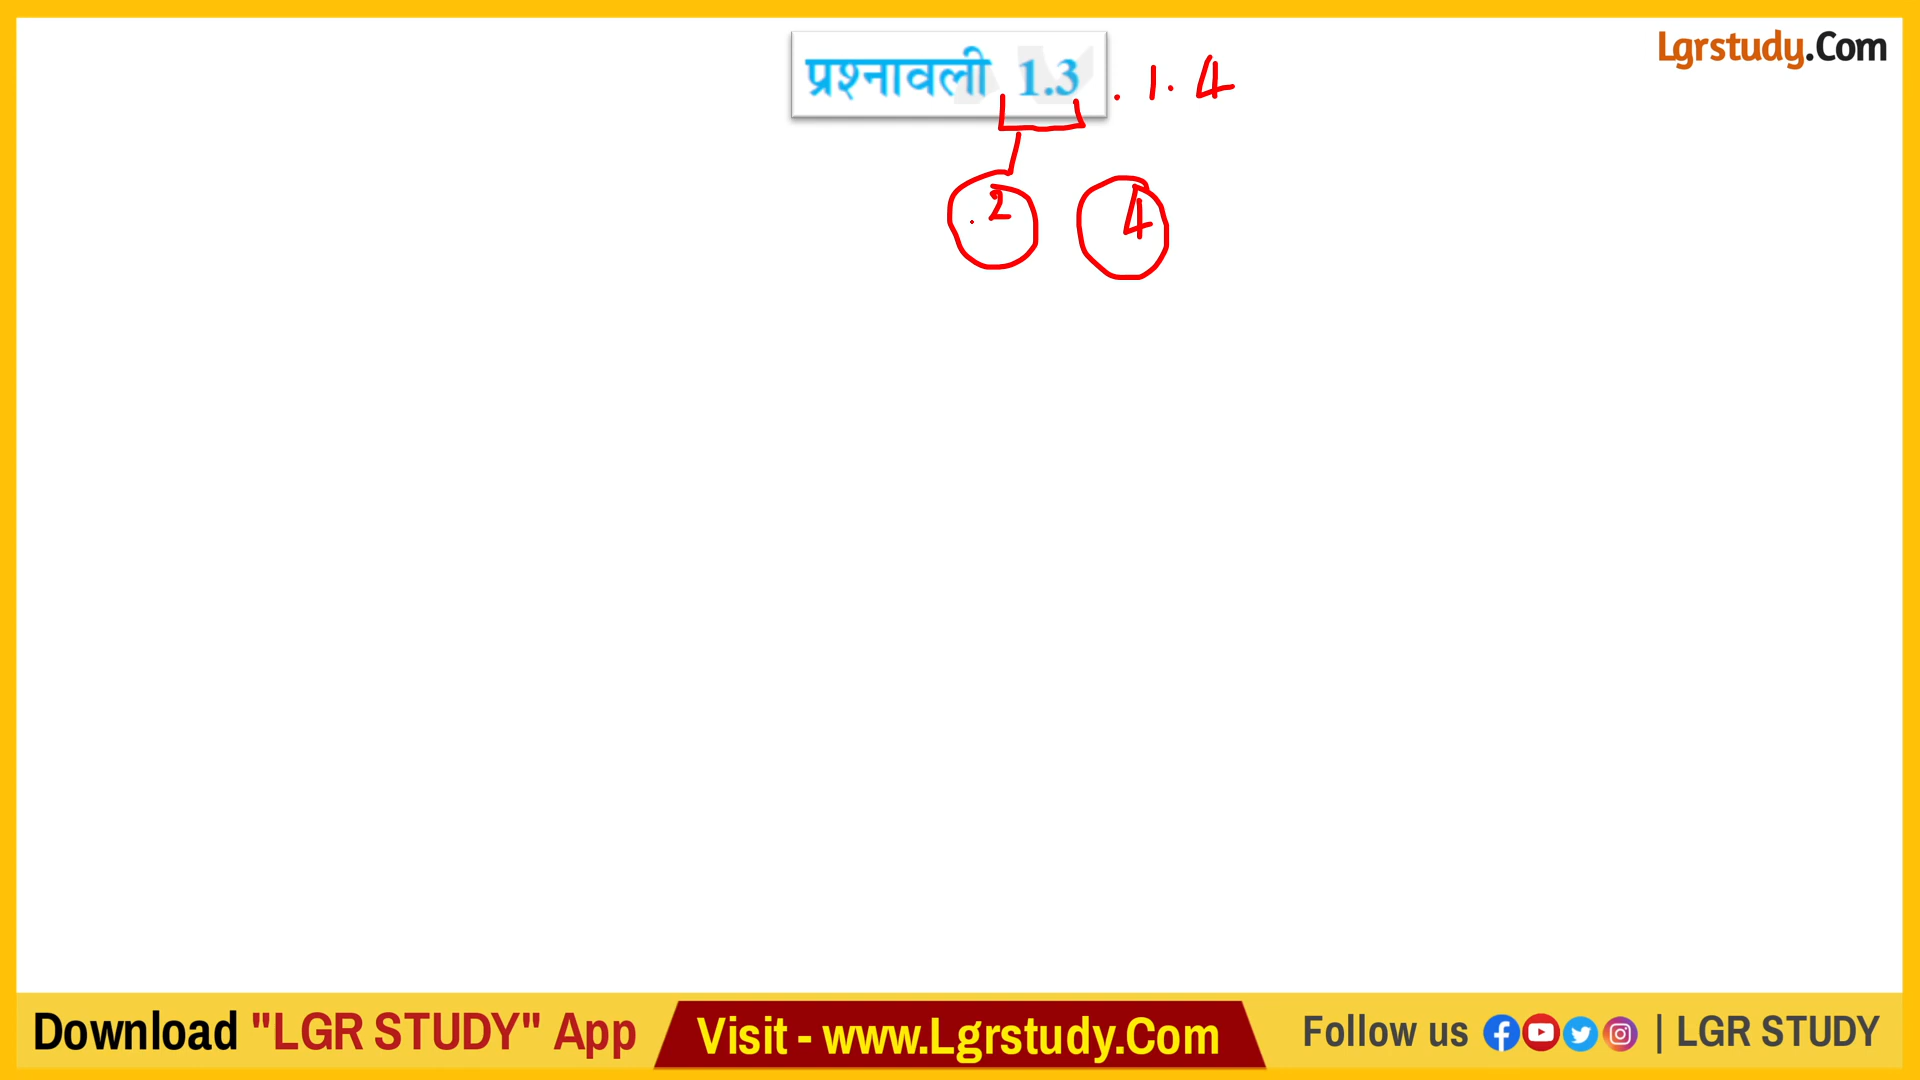 Lgrstudy.Com
प्रश्नावली 1.3 . 1.4
.2 4
Download "LGR STUDY" App Visit - www.Lgrstudy.Com Follow us | LGR STUDY